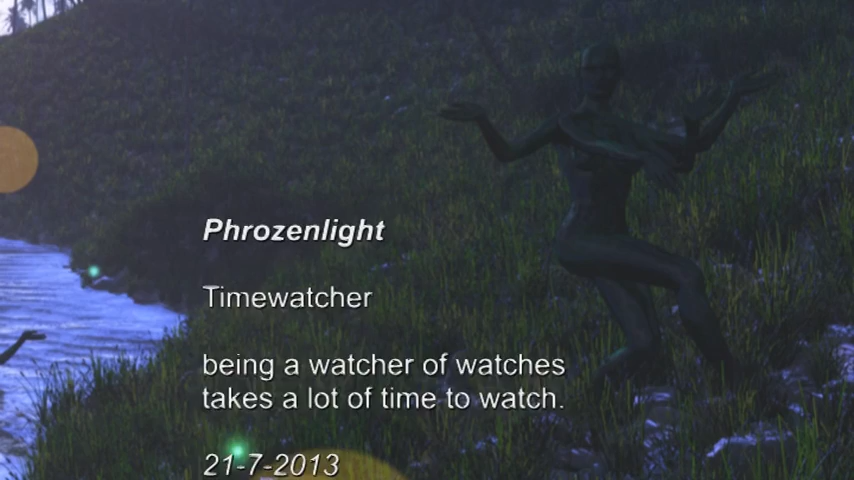 Phrozenlight
Timewatcher
being a watcher of watches
takes a lot of time to watch.
21-7-2013